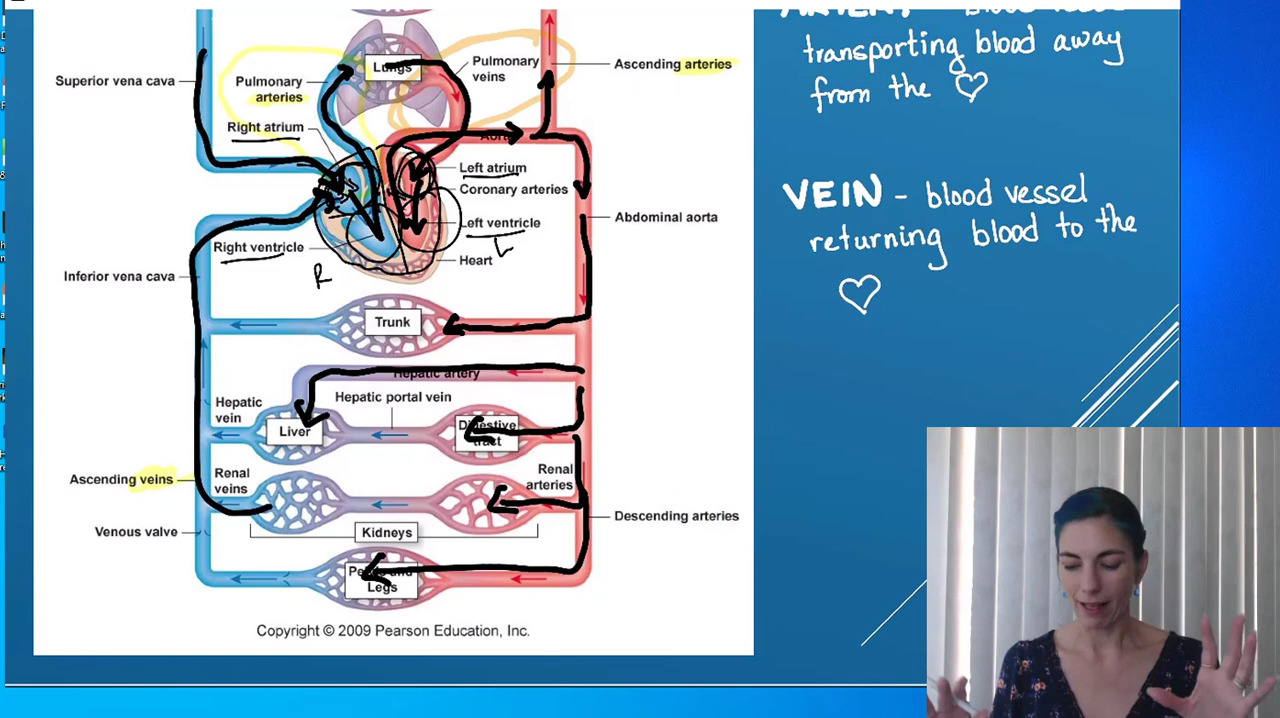 Lungs
Pulmonary
veins
Ascending arteries
Superior vena cava
Pulmonary
arteries
Right atrium
Left atrium
Coronary arteries
Abdominal aorta
Left ventricle
L
Right ventricle
R
Heart
Inferior vena cava
Trunk
Hepatic artery
Hepatic portal vein
Hepatic
vein
Liver
Digestive
tract
Ascending veins
Renal
veins
Renal
arteries
Venous valve
Kidneys
Descending arteries
and
Legs
Copyright © 2009 Pearson Education, Inc.
transporting blood away
from the ♡
VEIN - blood vessel
returning blood to the
♡